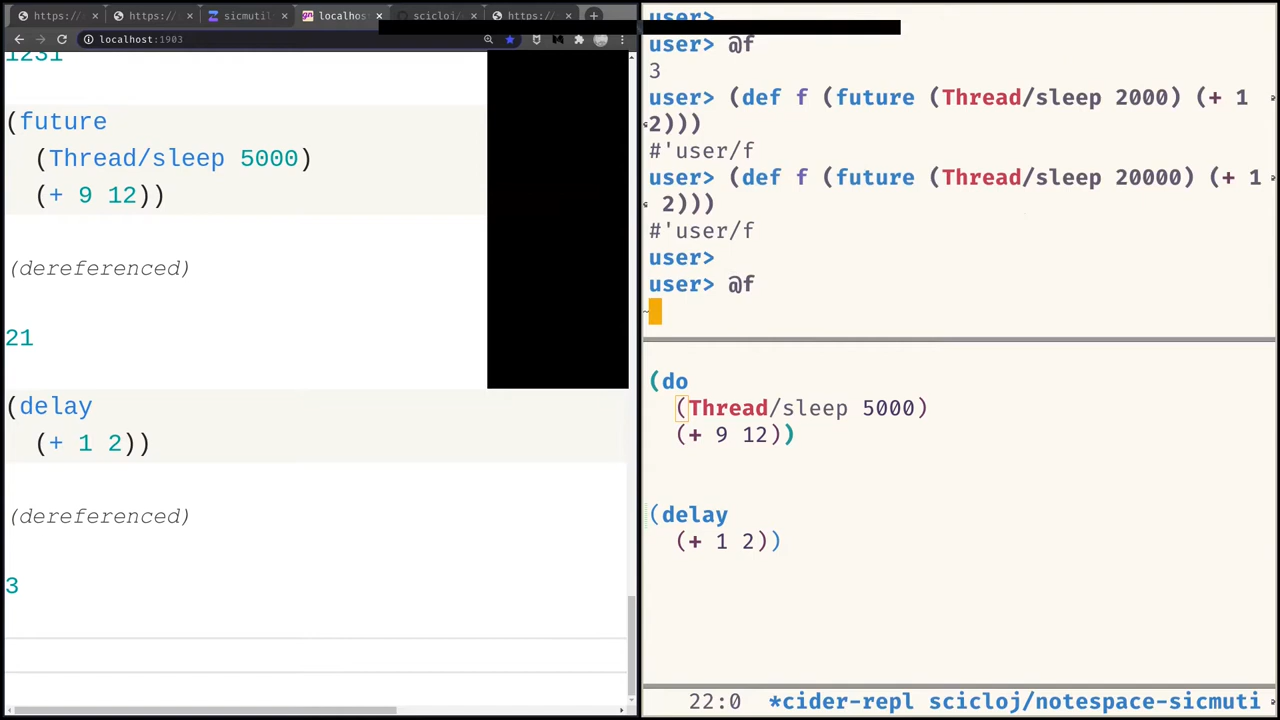 https:/
https:/
sicmutil
localhos
scicloj/
https:/
localhost:1903
1231
(future
(Thread/sleep 5000)
(+ 9 12))
(dereferenced)
21
(delay
(+ 1 2))
(dereferenced)
3
user>
user> @f
3
user> (def f (future (Thread/sleep 2000) (+ 1
2)))
#'user/f
user> (def f (future (Thread/sleep 20000) (+ 1
2)))
#'user/f
user>
user> @f
(do
(Thread/sleep 5000)
(+ 9 12))
(delay
(+ 1 2))
22:0 *cider-repl scicloj/notespace-sicmuti